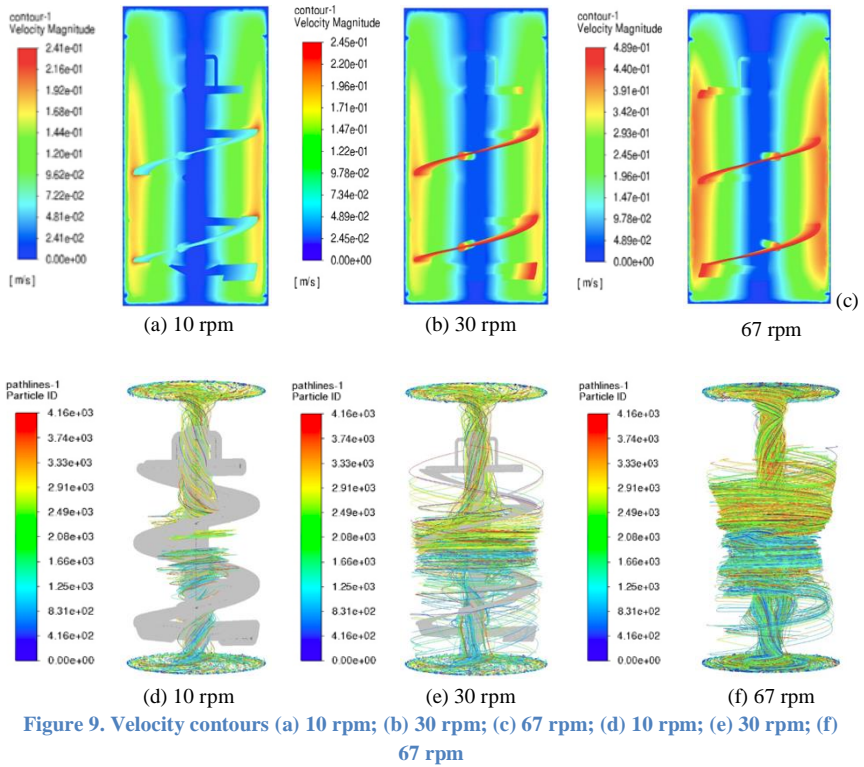 contour-1
Velocity Magnitude
2.41e-01
2.16e-01
1.92e-01
1.68e-01
1.44e-01
1.20e-01
9.62e-02
7.22e-02
4.81e-02
2.41e-02
0.00e+00
[ m/s ]
(a) 10 rpm
contour-1
Velocity Magnitude
2.45e-01
2.20e-01
1.96e-01
1.71e-01
1.47e-01
1.22e-01
9.78e-02
7.34e-02
4.89e-02
2.45e-02
0.00e+00
[ m/s ]
(b) 30 rpm
contour-1
Velocity Magnitude
4.89e-01
4.40e-01
3.91e-01
3.42e-01
2.93e-01
2.45e-01
1.96e-01
1.47e-01
9.78e-02
4.89e-02
0.00e+00
[ m/s ]
(c)
67 rpm
pathlines-1
Particle ID
4.16e+03
3.74e+03
3.33e+03
2.91e+03
2.49e+03
2.08e+03
1.66e+03
1.25e+03
8.31e+02
4.16e+02
0.00e+00
(d) 10 rpm
pathlines-1
Particle ID
4.16e+03
3.74e+03
3.33e+03
2.91e+03
2.49e+03
2.08e+03
1.66e+03
1.25e+03
8.31e+02
4.16e+02
0.00e+00
(e) 30 rpm
pathlines-1
Particle ID
4.16e+03
3.74e+03
3.33e+03
2.91e+03
2.49e+03
2.08e+03
1.66e+03
1.25e+03
8.31e+02
4.16e+02
0.00e+00
(f) 67 rpm
Figure 9. Velocity contours (a) 10 rpm; (b) 30 rpm; (c) 67 rpm; (d) 10 rpm; (e) 30 rpm; (f)
67 rpm